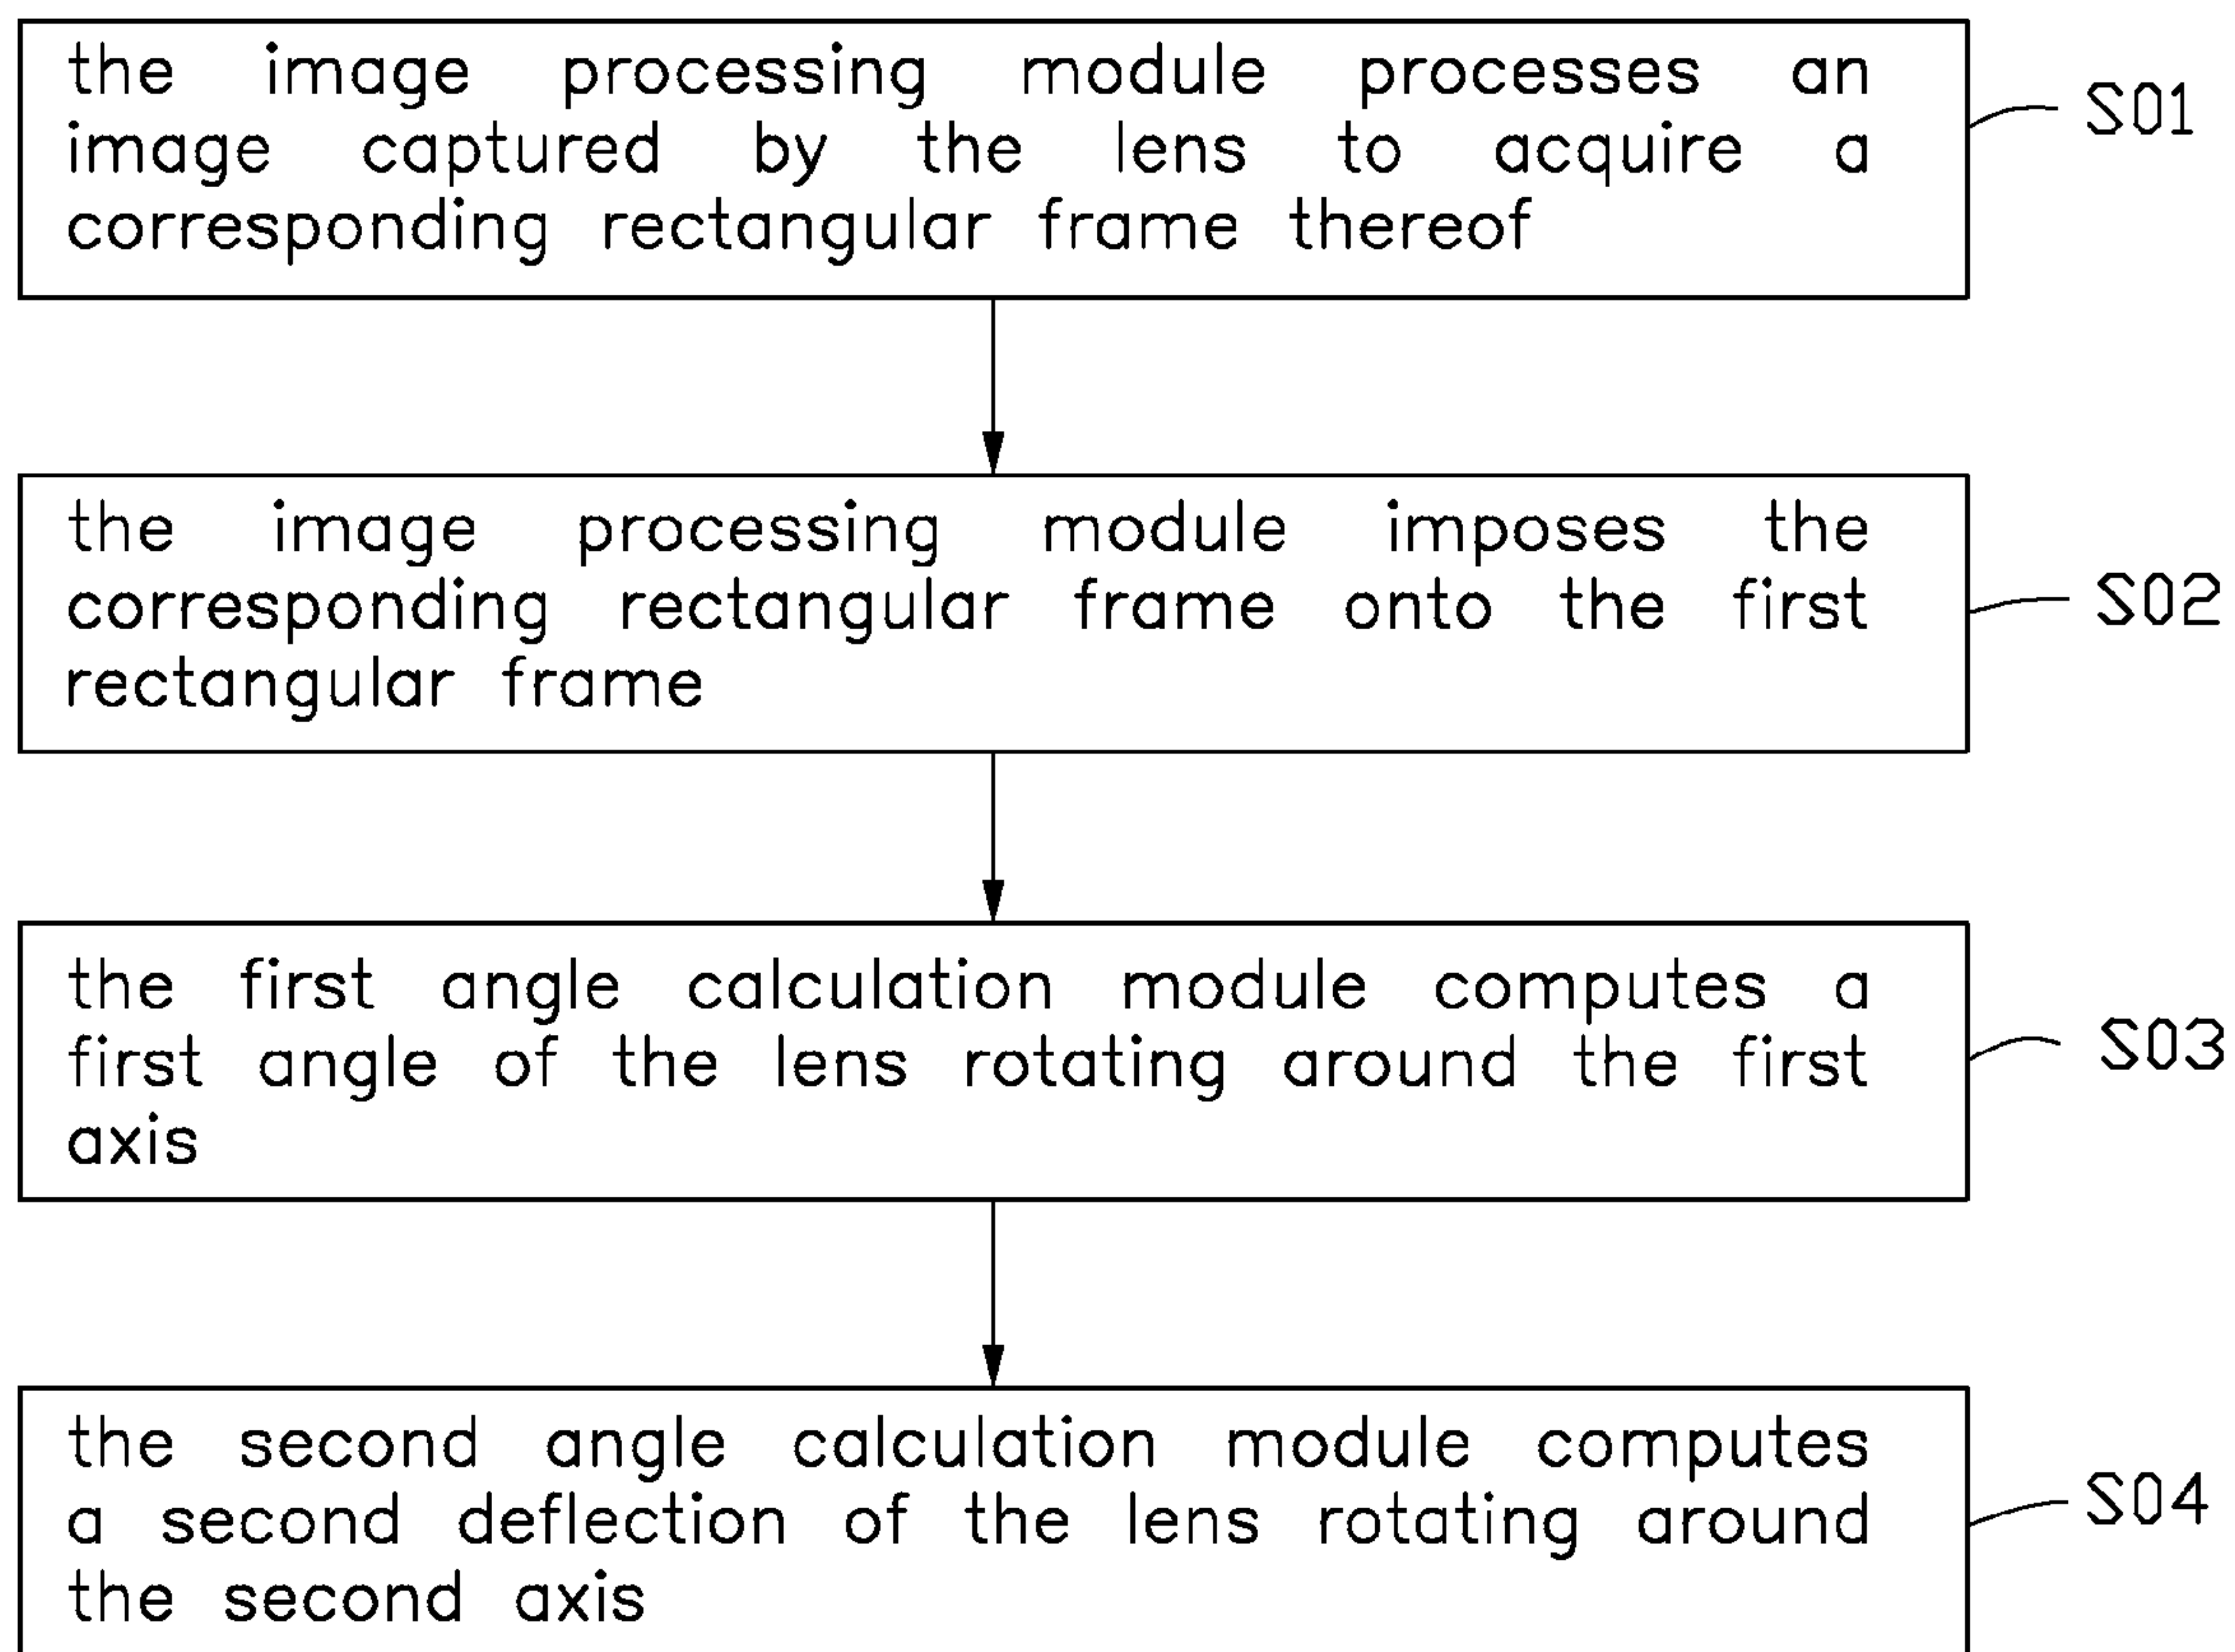 the image processing module processes an
image captured by the lens to acquire a
corresponding rectangular frame thereof
S01
the image processing module imposes the
corresponding rectangular frame onto the first
rectangular frame
S02
the first angle calculation module computes a
first angle of the lens rotating around the first
axis
S03
the second angle calculation module computes
a second deflection of the lens rotating around
the second axis
S04